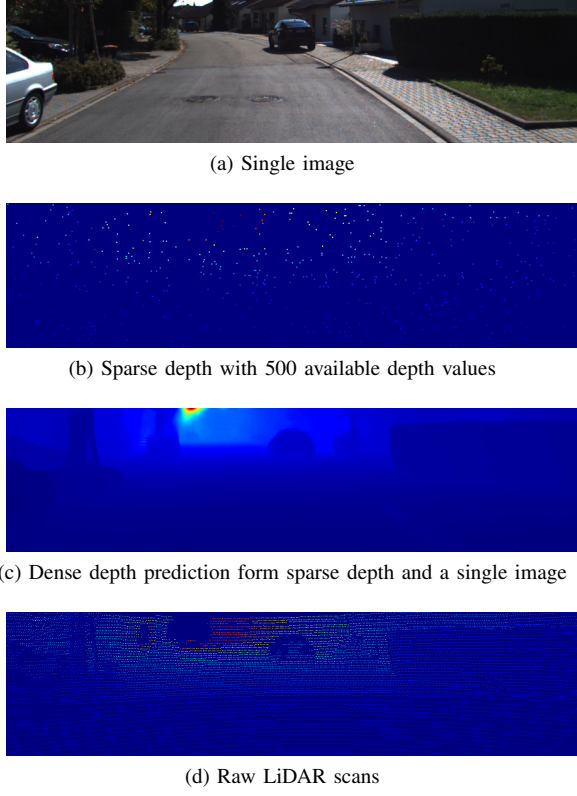 (a) Single image
(b) Sparse depth with 500 available depth values
(c) Dense depth prediction form sparse depth and a single image
(d) Raw LiDAR scans